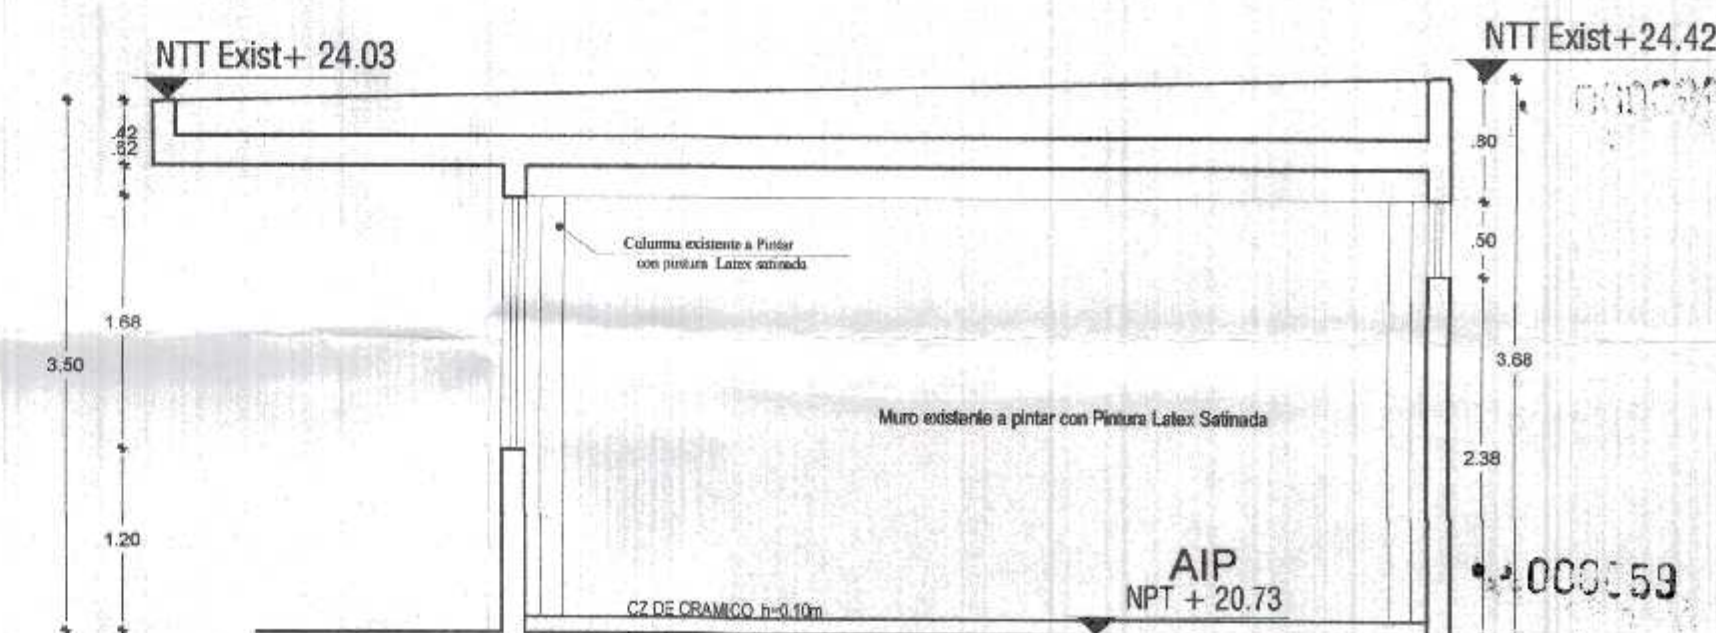 NTT Exist+ 24.03
NTT Exist+24.42
.42
.80
Columna existente a Pintar
con pintura Latex satinada
.50
1.68
3.50
3.68
Muro existente a pintar con Pintura Latex Satinada
2.38
1.20
AIP
NPT + 20.73
CZ DE CRAMICO h=0.10m